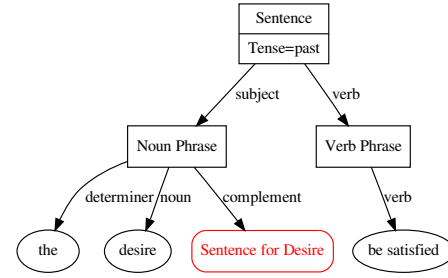 Sentence
Tense=past
subject
verb
Noun Phrase
Verb Phrase
determiner
noun
complement
verb
the
desire
Sentence for Desire
be satisfied